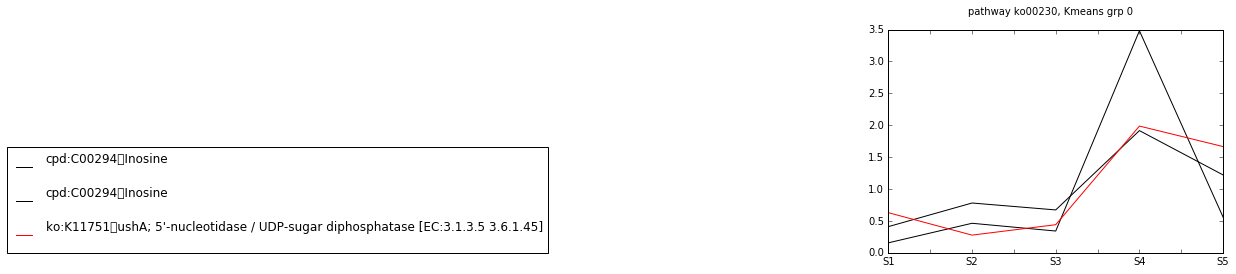 pathway ko00230, Kmeans grp 0
3.5
3.0
2.5
2.0
1.5
1.0
0.5
0.0
S1 S2 S3 S4 S5
cpd:C00294▯Inosine
cpd:C00294▯Inosine
ko:K11751▯ushA; 5'-nucleotidase / UDP-sugar diphosphatase [EC:3.1.3.5 3.6.1.45]